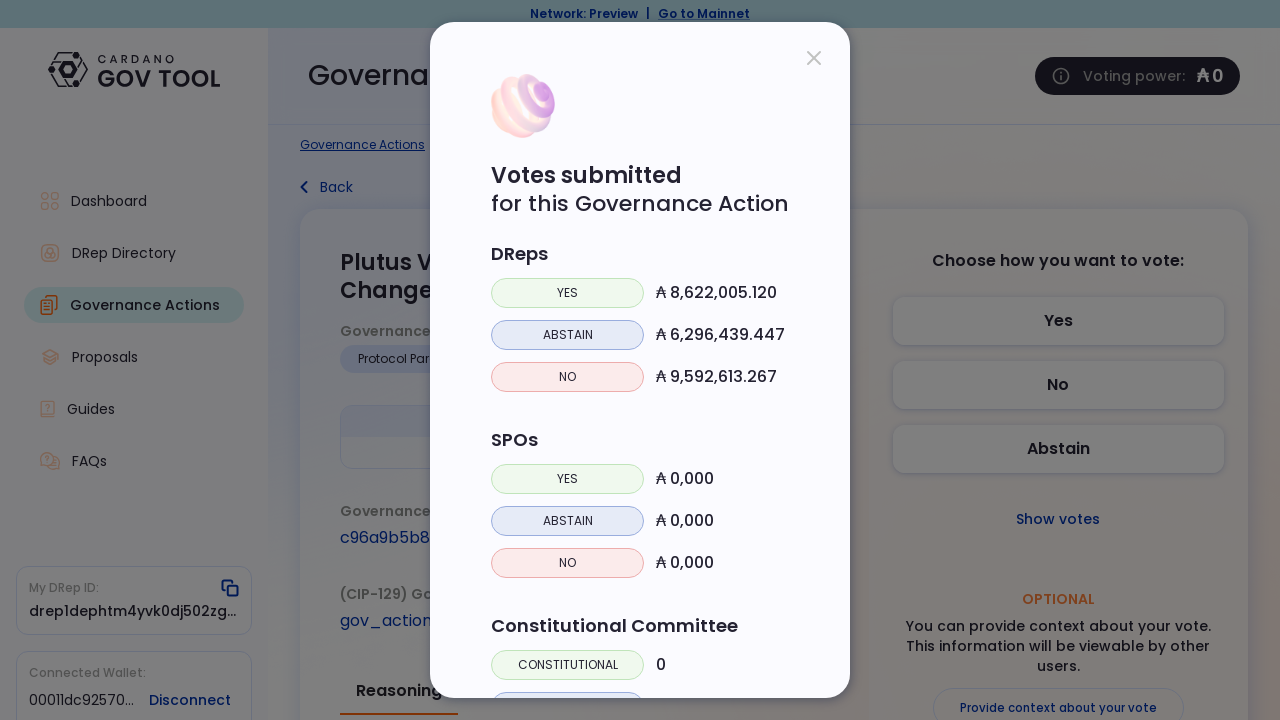 Network: Preview | Go to Mainnet
CARDANO
GOV TOOL
Governa
Voting power: ₳ 0
Governance Actions
Back
Dashboard
DRep Directory
Governance Actions
Proposals
Guides
FAQs
My DRep ID:
drep1dephtm4yvk0dj502zg...
Connected Wallet:
00011dc92570... Disconnect
Plutus V
Change
Governance
Protocol Par
Governance
c96a9b5b8
(CIP-129) Go
gov_action
Reasoning
Votes submitted
for this Governance Action
DReps
YES ₳ 8,622,005.120
ABSTAIN ₳ 6,296,439.447
NO ₳ 9,592,613.267
SPOs
YES ₳ 0,000
ABSTAIN ₳ 0,000
NO ₳ 0,000
Constitutional Committee
CONSTITUTIONAL 0
Choose how you want to vote:
Yes
No
Abstain
Show votes
OPTIONAL
You can provide context about your vote.
This information will be viewable by other
users.
Provide context about your vote